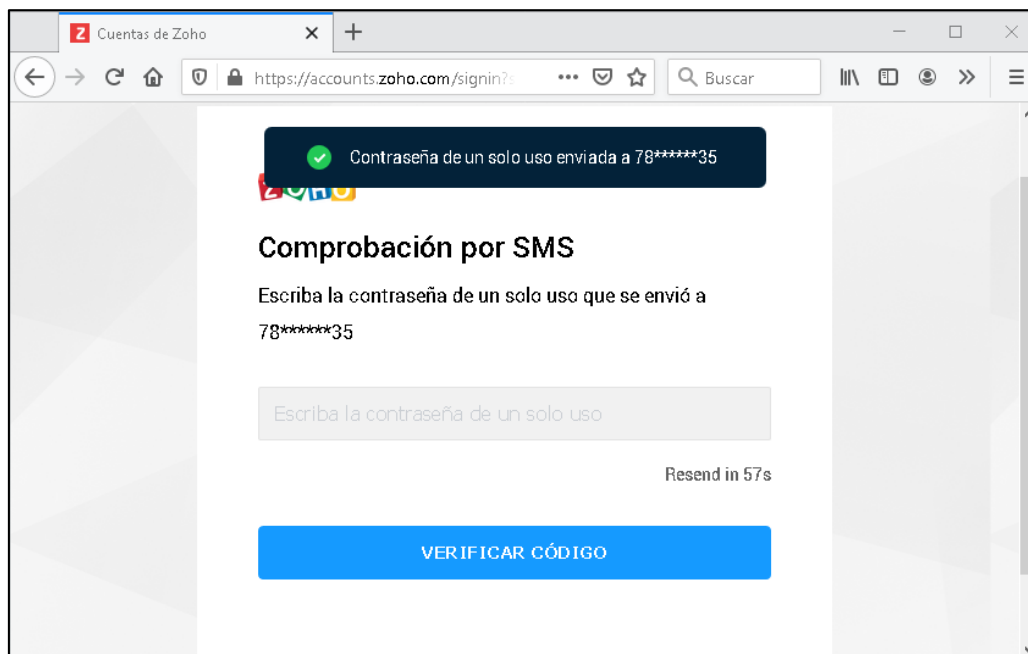 Cuentas de Zoho
https://accounts.zoho.com/signin?
Buscar
Contraseña de un solo uso enviada a 78******35
ZOHO
Comprobación por SMS
Escriba la contraseña de un solo uso que se envió a
78******35
Escriba la contraseña de un solo uso
Resend in 57s
VERIFICAR CÓDIGO